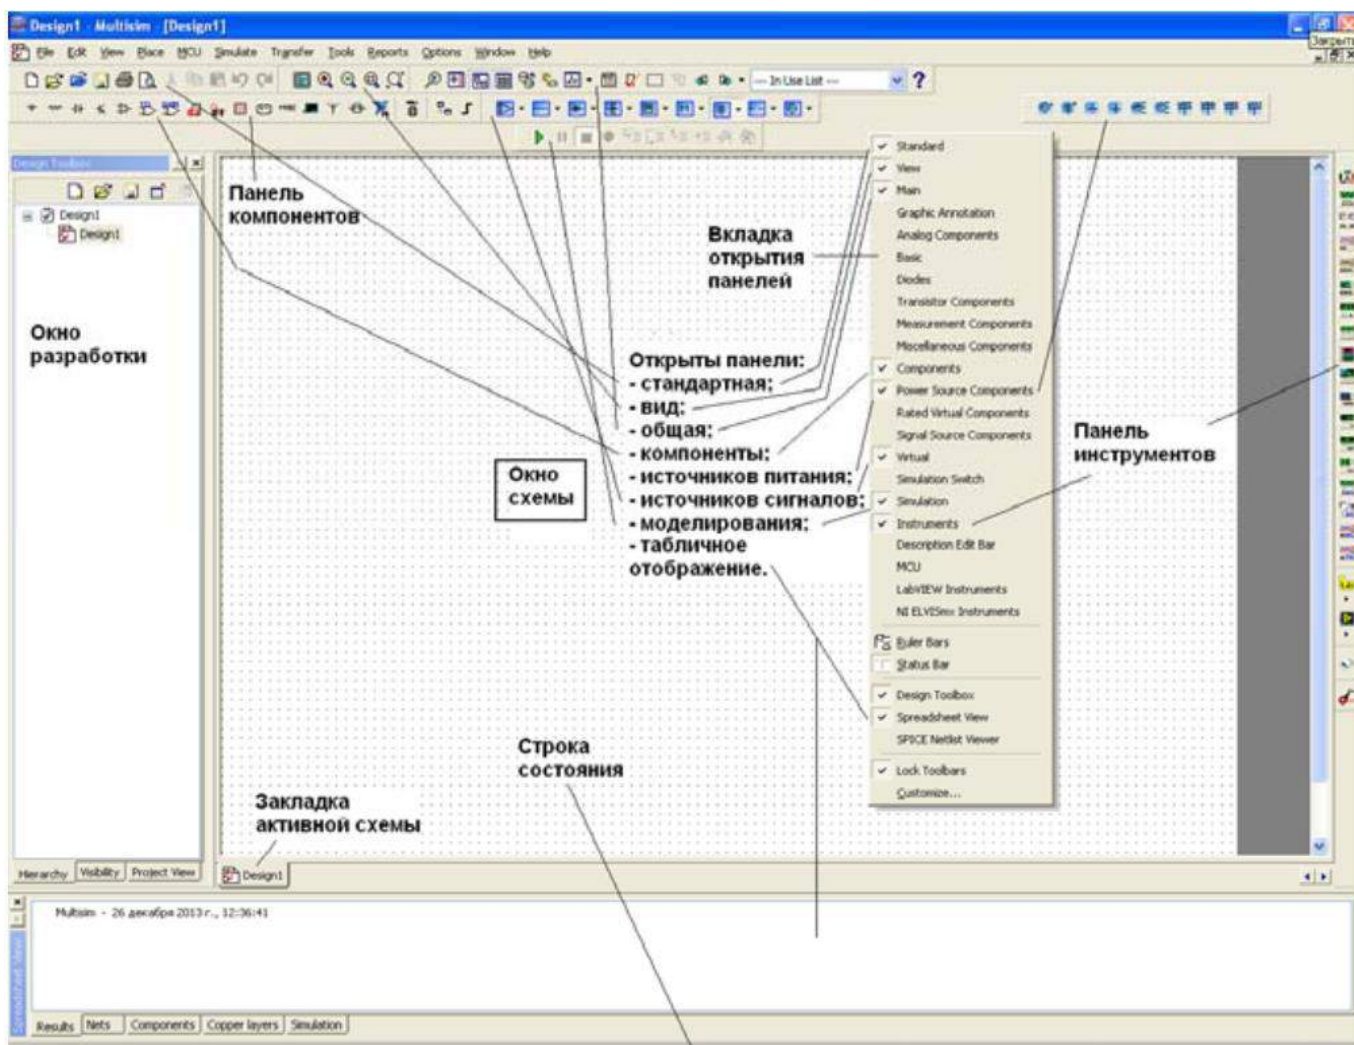 Design1 - Multisim - [Design1]
Закрыть
File Edit View Place MCU Simulate Transfer Tools Reports Options Window Help
--- In Use List ---
Design Toolbox
Design1
Design1
Окно
разработки
Hierarchy Visibility Project View
Панель
компонентов
Вкладка
открытия
панелей
Открыты панели:
- стандартная;
- вид;
- общая;
- компоненты;
- источников питания;
- источников сигналов;
- моделирования;
- табличное
отображение.
Окно
схемы
Standard
View
Main
Graphic Annotation
Analog Components
Basic
Diodes
Transistor Components
Measurement Components
Miscellaneous Components
Components
Power Source Components
Rated Virtual Components
Signal Source Components
Virtual
Simulation Switch
Simulation
Instruments
Description Edit Bar
MCU
LabVIEW Instruments
NI ELVISmx Instruments
Ruler Bars
Status Bar
Design Toolbox
Spreadsheet View
SPICE Netlist Viewer
Lock Toolbars
Customize...
Панель
инструментов
Строка
состояния
Закладка
активной схемы
Design1
Multisim - 26 декабря 2013 г., 12:36:41
Spreadsheet View
Results Nets Components Copper layers Simulation